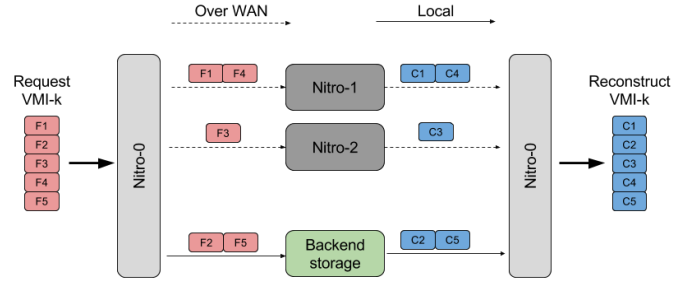 Over WAN
Local
Request
VMI-k
F1
F2
F3
F4
F5
Nitro-0
F1 F4
Nitro-1
C1 C4
F3
Nitro-2
C3
F2 F5
Backend
storage
C2 C5
Nitro-0
Reconstruct
VMI-k
C1
C2
C3
C4
C5